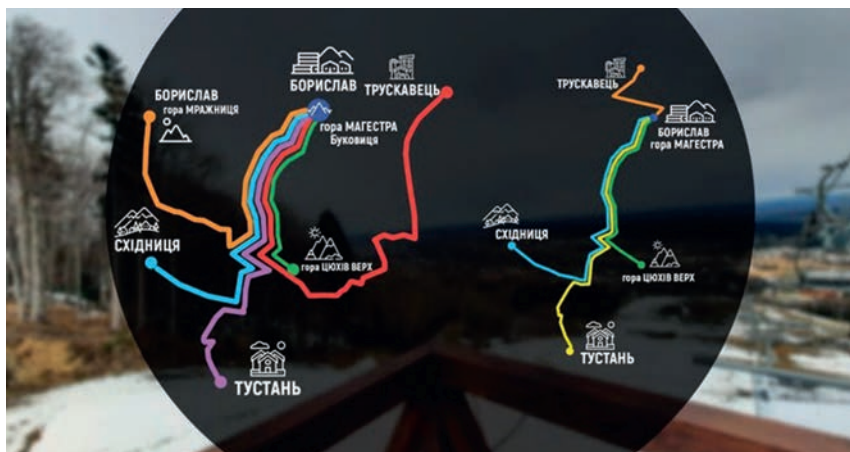 БОРИСЛАВ
гора МРАЖНИЦЯ
БОРИСЛАВ
ТРУСКАВЕЦЬ
гора МАГЕСТРА
Буковиця
СХІДНИЦЯ
гора ЦЮХІВ ВЕРХ
ТУСТАНЬ
ТРУСКАВЕЦЬ
БОРИСЛАВ
гора МАГЕСТРА
СХІДНИЦЯ
гора ЦЮХІВ ВЕРХ
ТУСТАНЬ